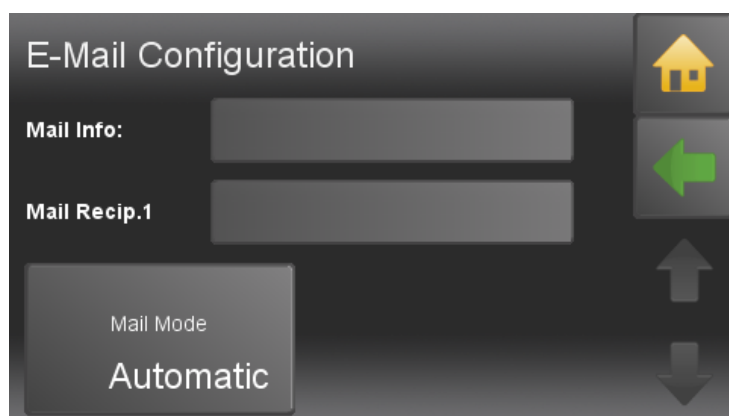 E-Mail Configuration
Mail Info:
Mail Recip.1
Mail Mode
Automatic